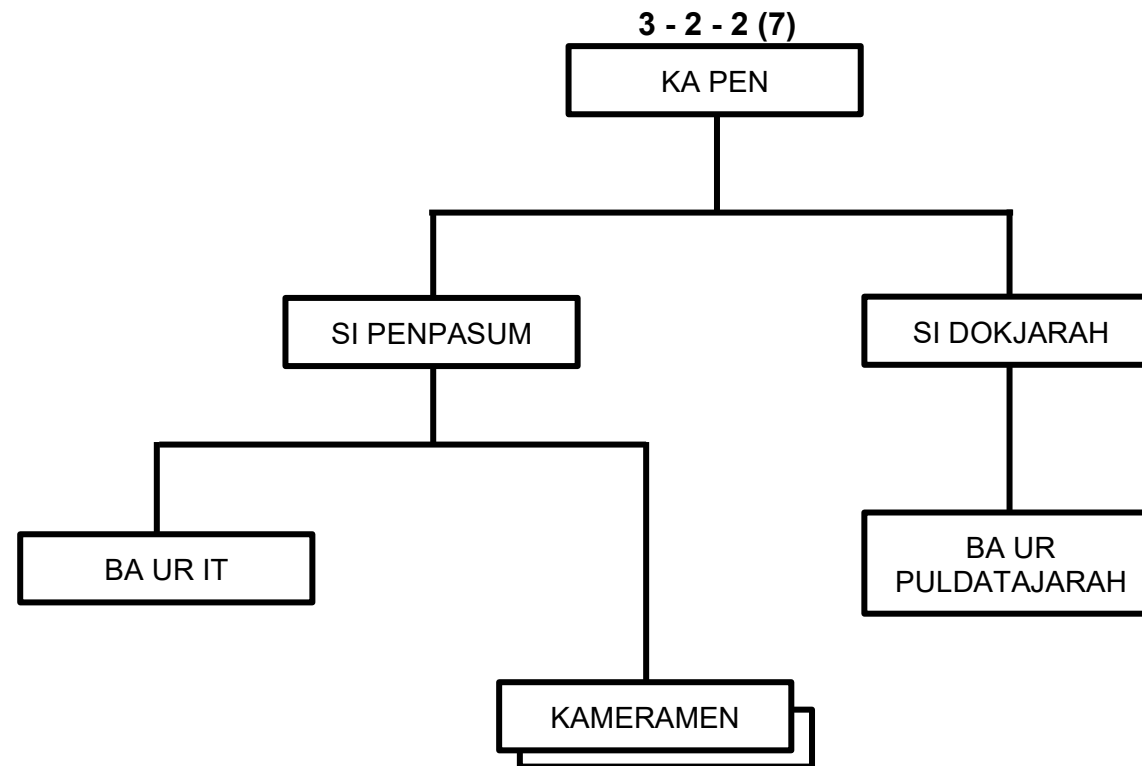 3 - 2 - 2 (7)
KA PEN
SI PENPASUM
SI DOKJARAH
BA UR IT
BA UR
PULDATAJARAH
KAMERAMEN